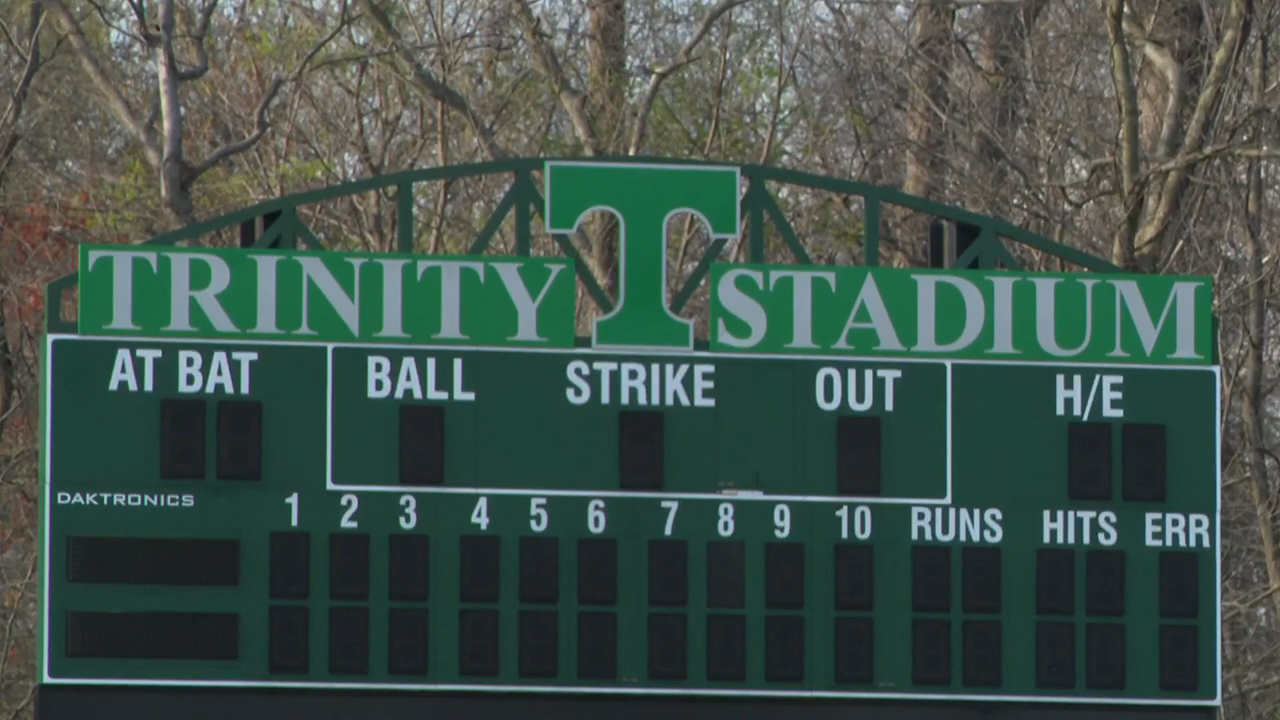 T
TRINITY STADIUM
AT BAT BALL STRIKE OUT H/E
DAKTRONICS 1 2 3 4 5 6 7 8 9 10 RUNS HITS ERR